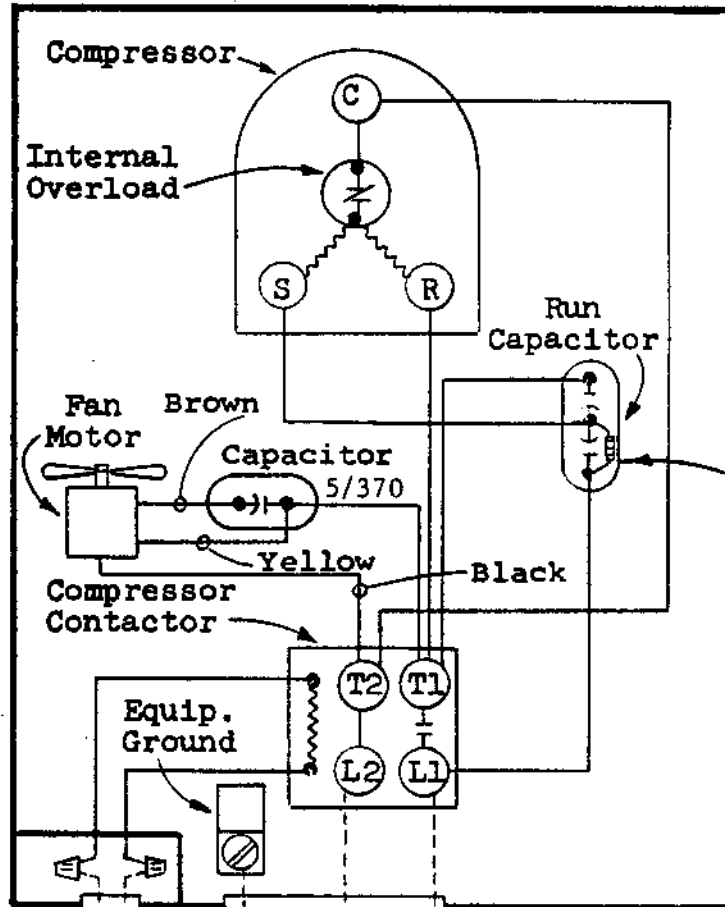 Compressor
C
Internal
Overload
S
R
Run
Capacitor
Fan
Motor
Brown
Capacitor
5/370
Yellow
Black
Compressor
Contactor
T2
T1
Equip.
Ground
L2
L1